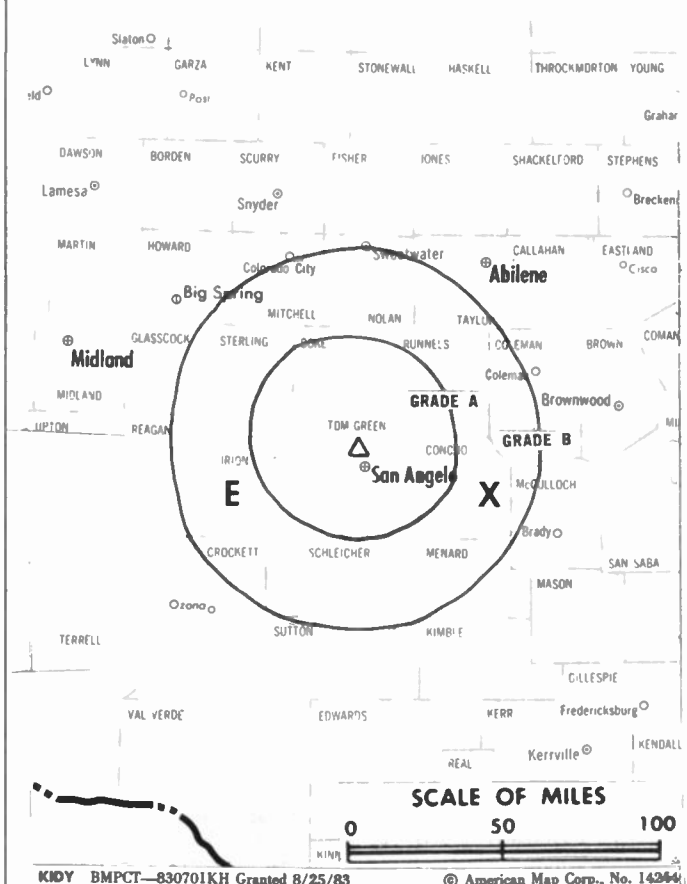 Slaton
LYNN GARZA KENT STONEWALL HASKELL THROCKMORTON YOUNG
eld Post
Grahar
DAWSON BORDEN SCURRY FISHER JONES SHACKELFORD STEPHENS
Lamesa Snyder Brecken
MARTIN HOWARD Colorado City Sweetwater CALLAHAN EASTLAND
Abilene Cisco
Big Spring
MITCHELL NOLAN TAYLOR
GLASSCOCK STERLING COKE RUNNELS COLEMAN BROWN COMAN
Midland
Coleman
MIDLAND GRADE A Brownwood
UPTON REAGAN TOM GREEN GRADE B MI
IRION CONCHO
San Angelo
E X McCULLOCH
Brady
CROCKETT SCHLEICHER MENARD SAN SABA
MASON
Ozona
SUTTON KIMBLE
TERRELL
GILLESPIE
VAL VERDE EDWARDS KERR Fredericksburg
REAL Kerrville KENDALL
SCALE OF MILES
0 50 100
KINN
KIDY BMPCT—830701KH Granted 8/25/83 © American Map Corp., No. 14244